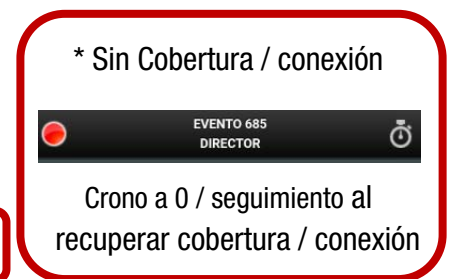 * Sin Cobertura / conexión
EVENTO 685
DIRECTOR
Crono a 0 / seguimiento al
recuperar cobertura / conexión